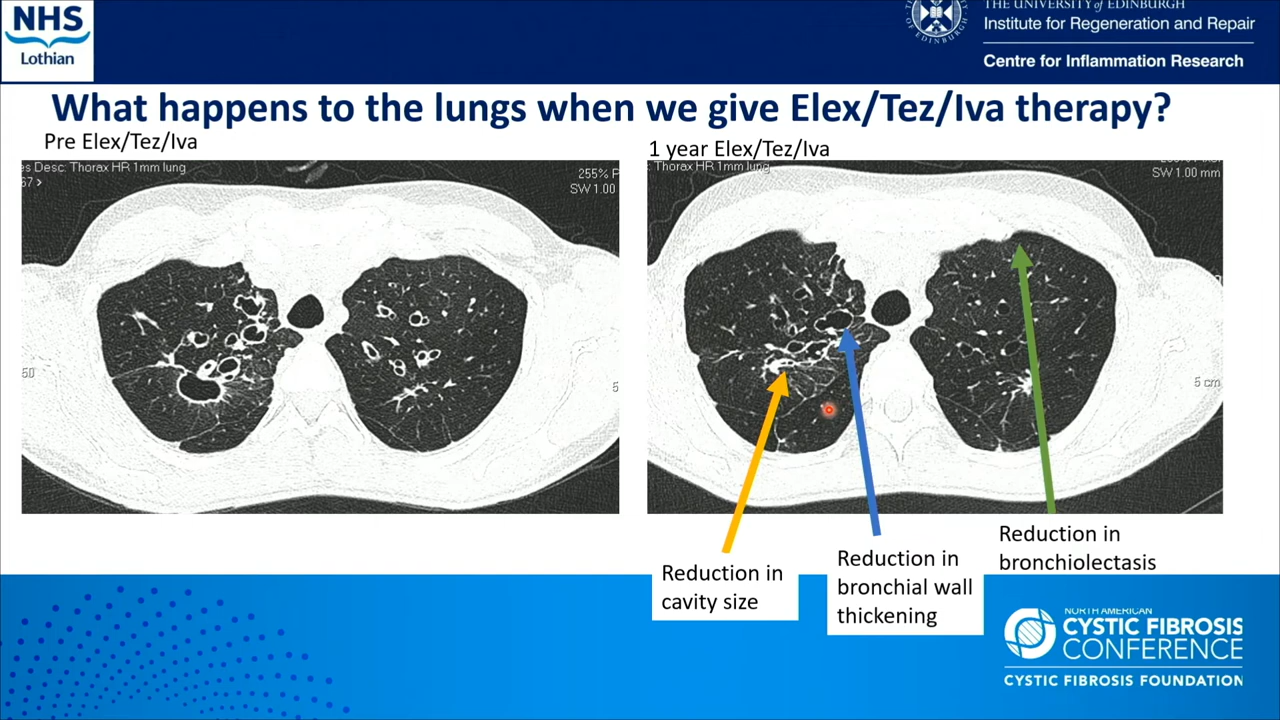 NHS
Lothian
THE UNIVERSITY of EDINBURGH
Institute for Regeneration and Repair
Centre for Inflammation Research
What happens to the lungs when we give Elex/Tez/Iva therapy?
Pre Elex/Tez/Iva
1 year Elex/Tez/Iva
es Desc: Thorax HR 1mm lung
67 >
255% P
SW 1.00
50
5
Thorax HR 1mm lung
SW 1.00 mm
5 cm
Reduction in
cavity size
Reduction in
bronchial wall
thickening
Reduction in
bronchiolectasis
NORTH AMERICAN
CYSTIC FIBROSIS
CONFERENCE
CYSTIC FIBROSIS FOUNDATION